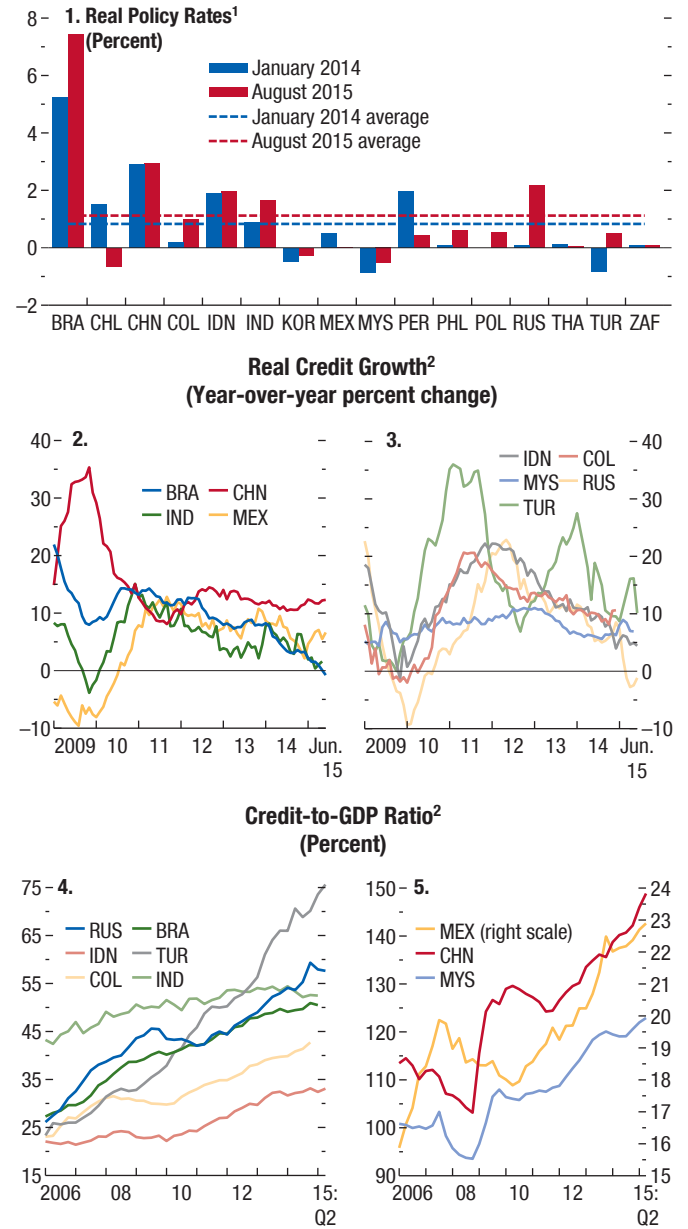 1. Real Policy Rates¹
(Percent)
8
6
4
2
0
–2
January 2014
August 2015
January 2014 average
August 2015 average
BRA CHL CHN COL IDN IND KOR MEX MYS PER PHL POL RUS THA TUR ZAF
Real Credit Growth²
(Year-over-year percent change)
2.
40
30
20
10
0
–10
BRA CHN
IND MEX
2009 10 11 12 13 14 Jun.
15
3.
40
30
20
10
0
–10
IDN COL
MYS RUS
TUR
2009 10 11 12 13 14 Jun.
15
Credit-to-GDP Ratio²
(Percent)
4.
75
65
55
45
35
25
15
RUS BRA
IDN TUR
COL IND
2006 08 10 12 15:
Q2
5.
150
140
130
120
110
100
90
MEX (right scale)
CHN
MYS
24
23
22
21
20
19
18
17
16
15
2006 08 10 12 15:
Q2